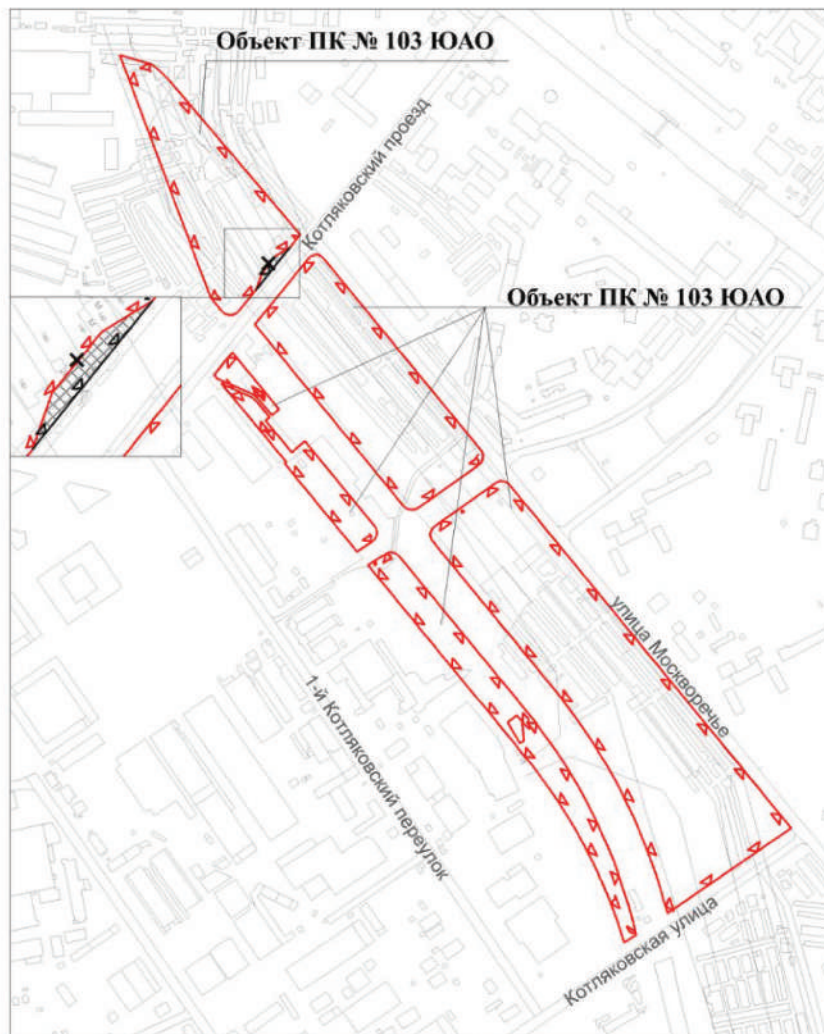 Объект ПК № 103 ЮАО
Котляковский проезд
Объект ПК № 103 ЮАО
улица Москворечье
1-й Котляковский переулок
Котляковская улица